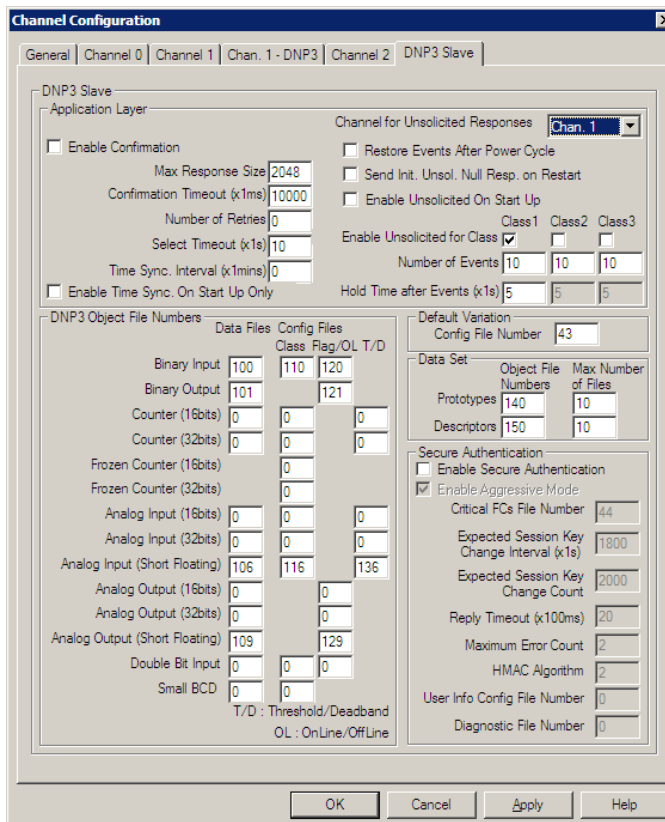 Channel Configuration
General Channel 0 Channel 1 Chan. 1 - DNP3 Channel 2 DNP3 Slave
DNP3 Slave
Application Layer
Channel for Unsolicited Responses Chan. 1
Enable Confirmation
Restore Events After Power Cycle
Max Response Size 2048
Send Init. Unsol. Null Resp. on Restart
Confirmation Timeout (x1ms) 10000
Enable Unsolicited On Start Up
Number of Retries 0
Class1 Class2 Class3
Select Timeout (x1s) 10
Enable Unsolicited for Class
Time Sync. Interval (x1mins) 0
Number of Events 10 10 10
Enable Time Sync. On Start Up Only
Hold Time after Events (x1s) 5 5 5
DNP3 Object File Numbers
Data Files Config Files
Class Flag/OL T/D
Binary Input 100 110 120
Binary Output 101 121
Counter (16bits) 0 0 0
Counter (32bits) 0 0 0
Frozen Counter (16bits) 0
Frozen Counter (32bits) 0
Analog Input (16bits) 0 0 0
Analog Input (32bits) 0 0 0
Analog Input (Short Floating) 106 116 136
Analog Output (16bits) 0 0
Analog Output (32bits) 0 0
Analog Output (Short Floating) 109 129
Double Bit Input 0 0 0
Small BCD 0 0
T/D : Threshold/Deadband
OL : OnLine/OffLine
Default Variation
Config File Number 43
Data Set
Object File Numbers
Max Number of Files
Prototypes 140 10
Descriptors 150 10
Secure Authentication
Enable Secure Authentication
Enable Aggressive Mode
Critical FCs File Number 44
Expected Session Key
Change Interval (x1s) 1800
Expected Session Key
Change Count 2000
Reply Timeout (x100ms) 20
Maximum Error Count 2
HMAC Algorithm 2
User Info Config File Number 0
Diagnostic File Number 0
OK Cancel Apply Help